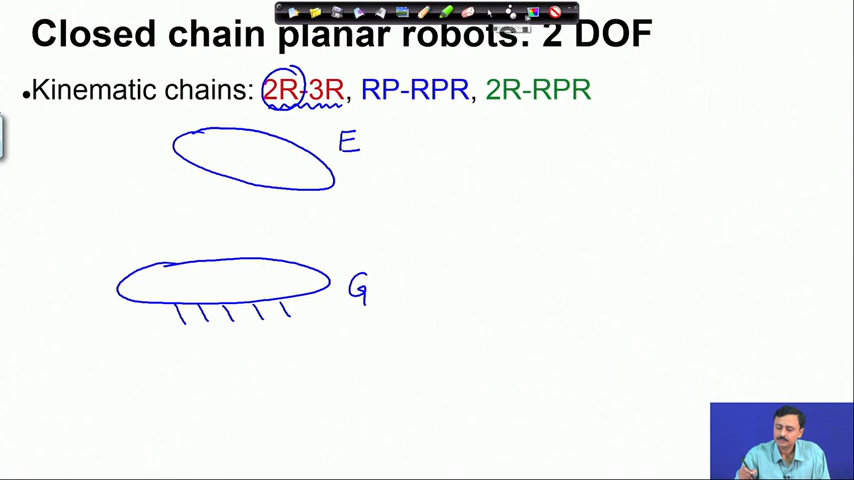 Closed chain planar robots: 2 DOF
•Kinematic chains: 2R-3R, RP-RPR, 2R-RPR
E
G